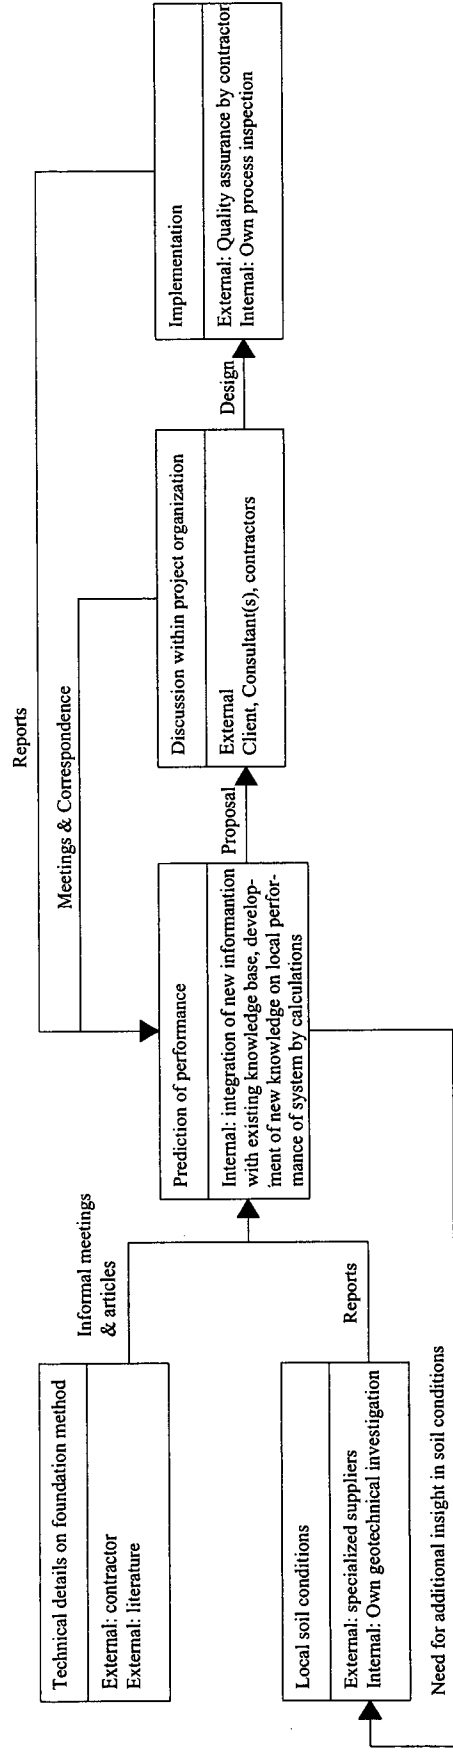 Technical details on foundation method
External: contractor
External: literature
Informal meetings
& articles
Local soil conditions
External: specialized suppliers
Internal: Own geotechnical investigation
Reports
Need for additional insight in soil conditions
Prediction of performance
Internal: integration of new informantion
with existing knowledge base, develop-
ment of new knowledge on local perfor-
mance of system by calculations
Reports
Meetings & Correspondence
Proposal
Discussion within project organization
External
Client, Consultant(s), contractors
Design
Implementation
External: Quality assurance by contractor
Internal: Own process inspection